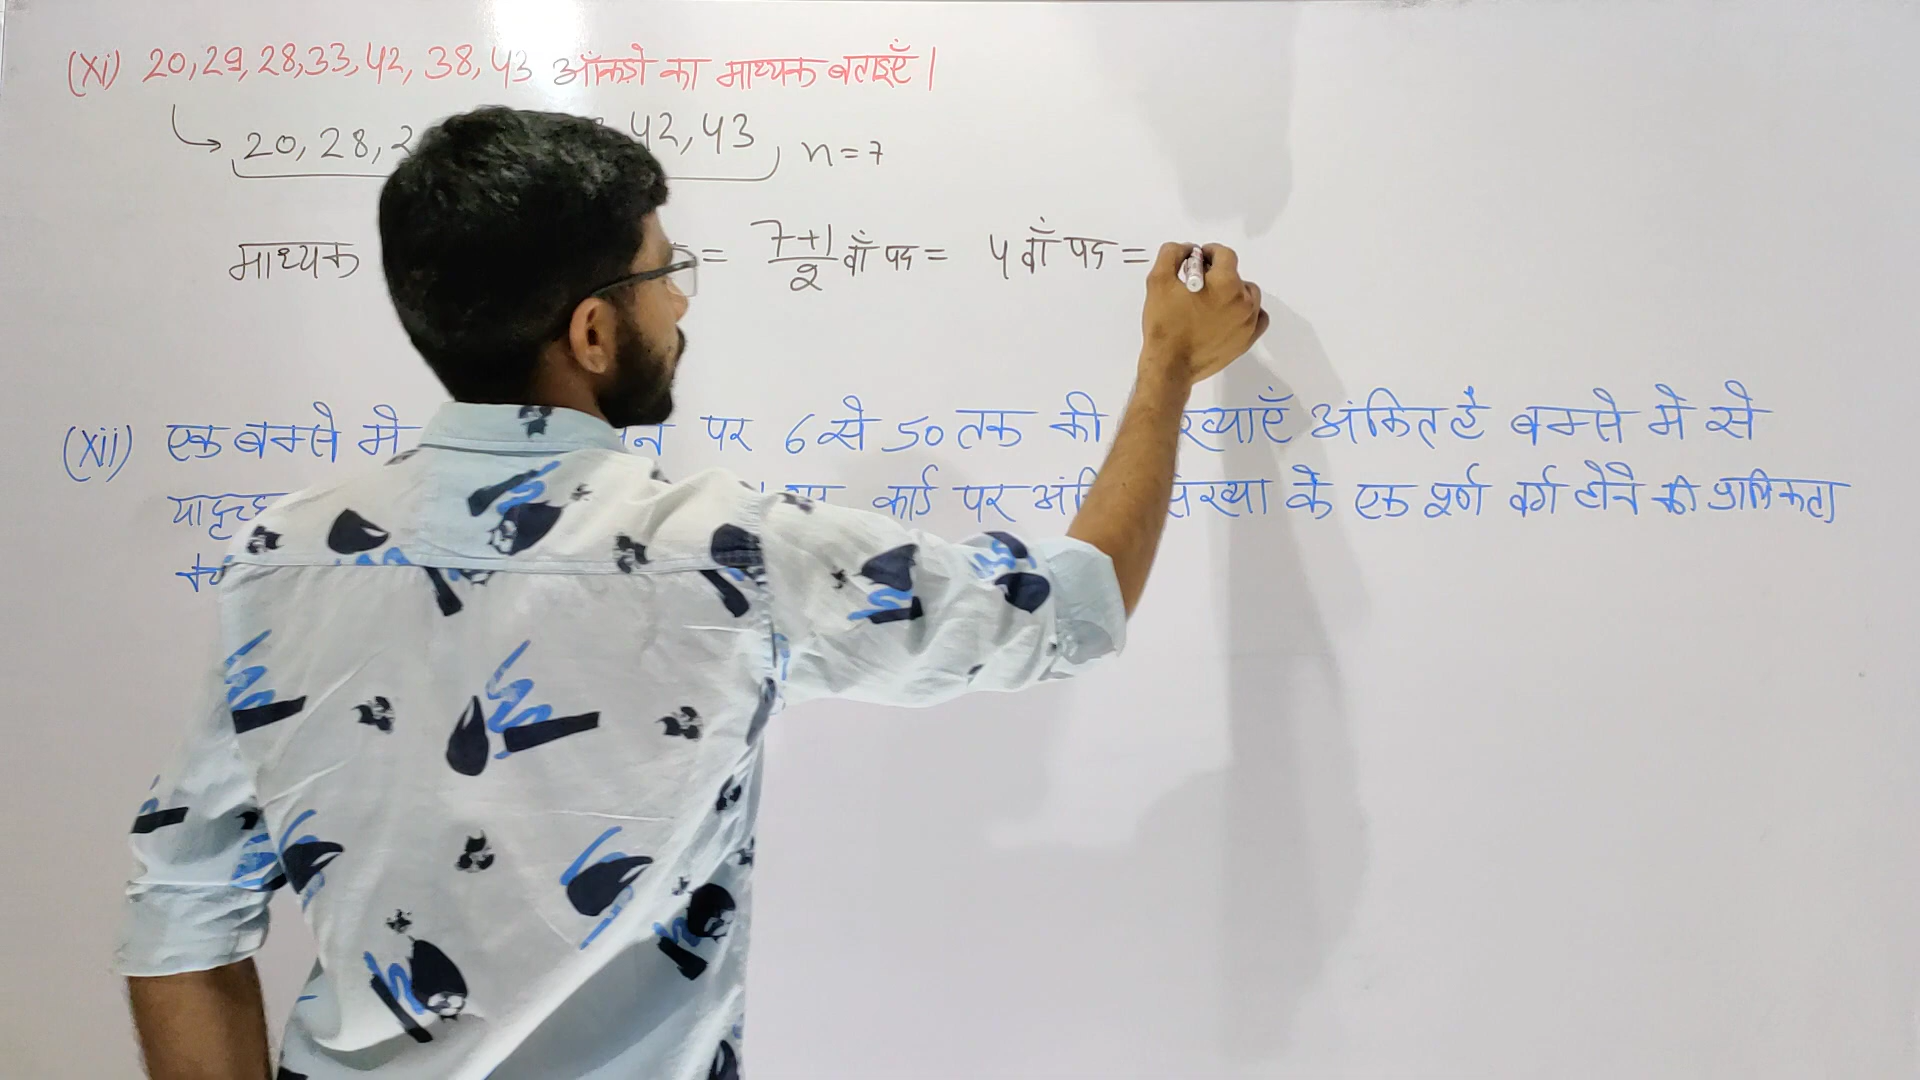 (xi) 20,29,28,33,42, 38,43 आँकड़ो का माध्यक बताइएँ।
20, 28, 42,43, n=7
माध्यक = 7+1/2 वाँ पद = 4 वाँ पद =
(xii) एक बक्से मे पर 6 से 50 तक की अंकित है बक्से मे से
कार्ड पर संख्या के एक पूर्ण वर्ग होने की प्रायिकता